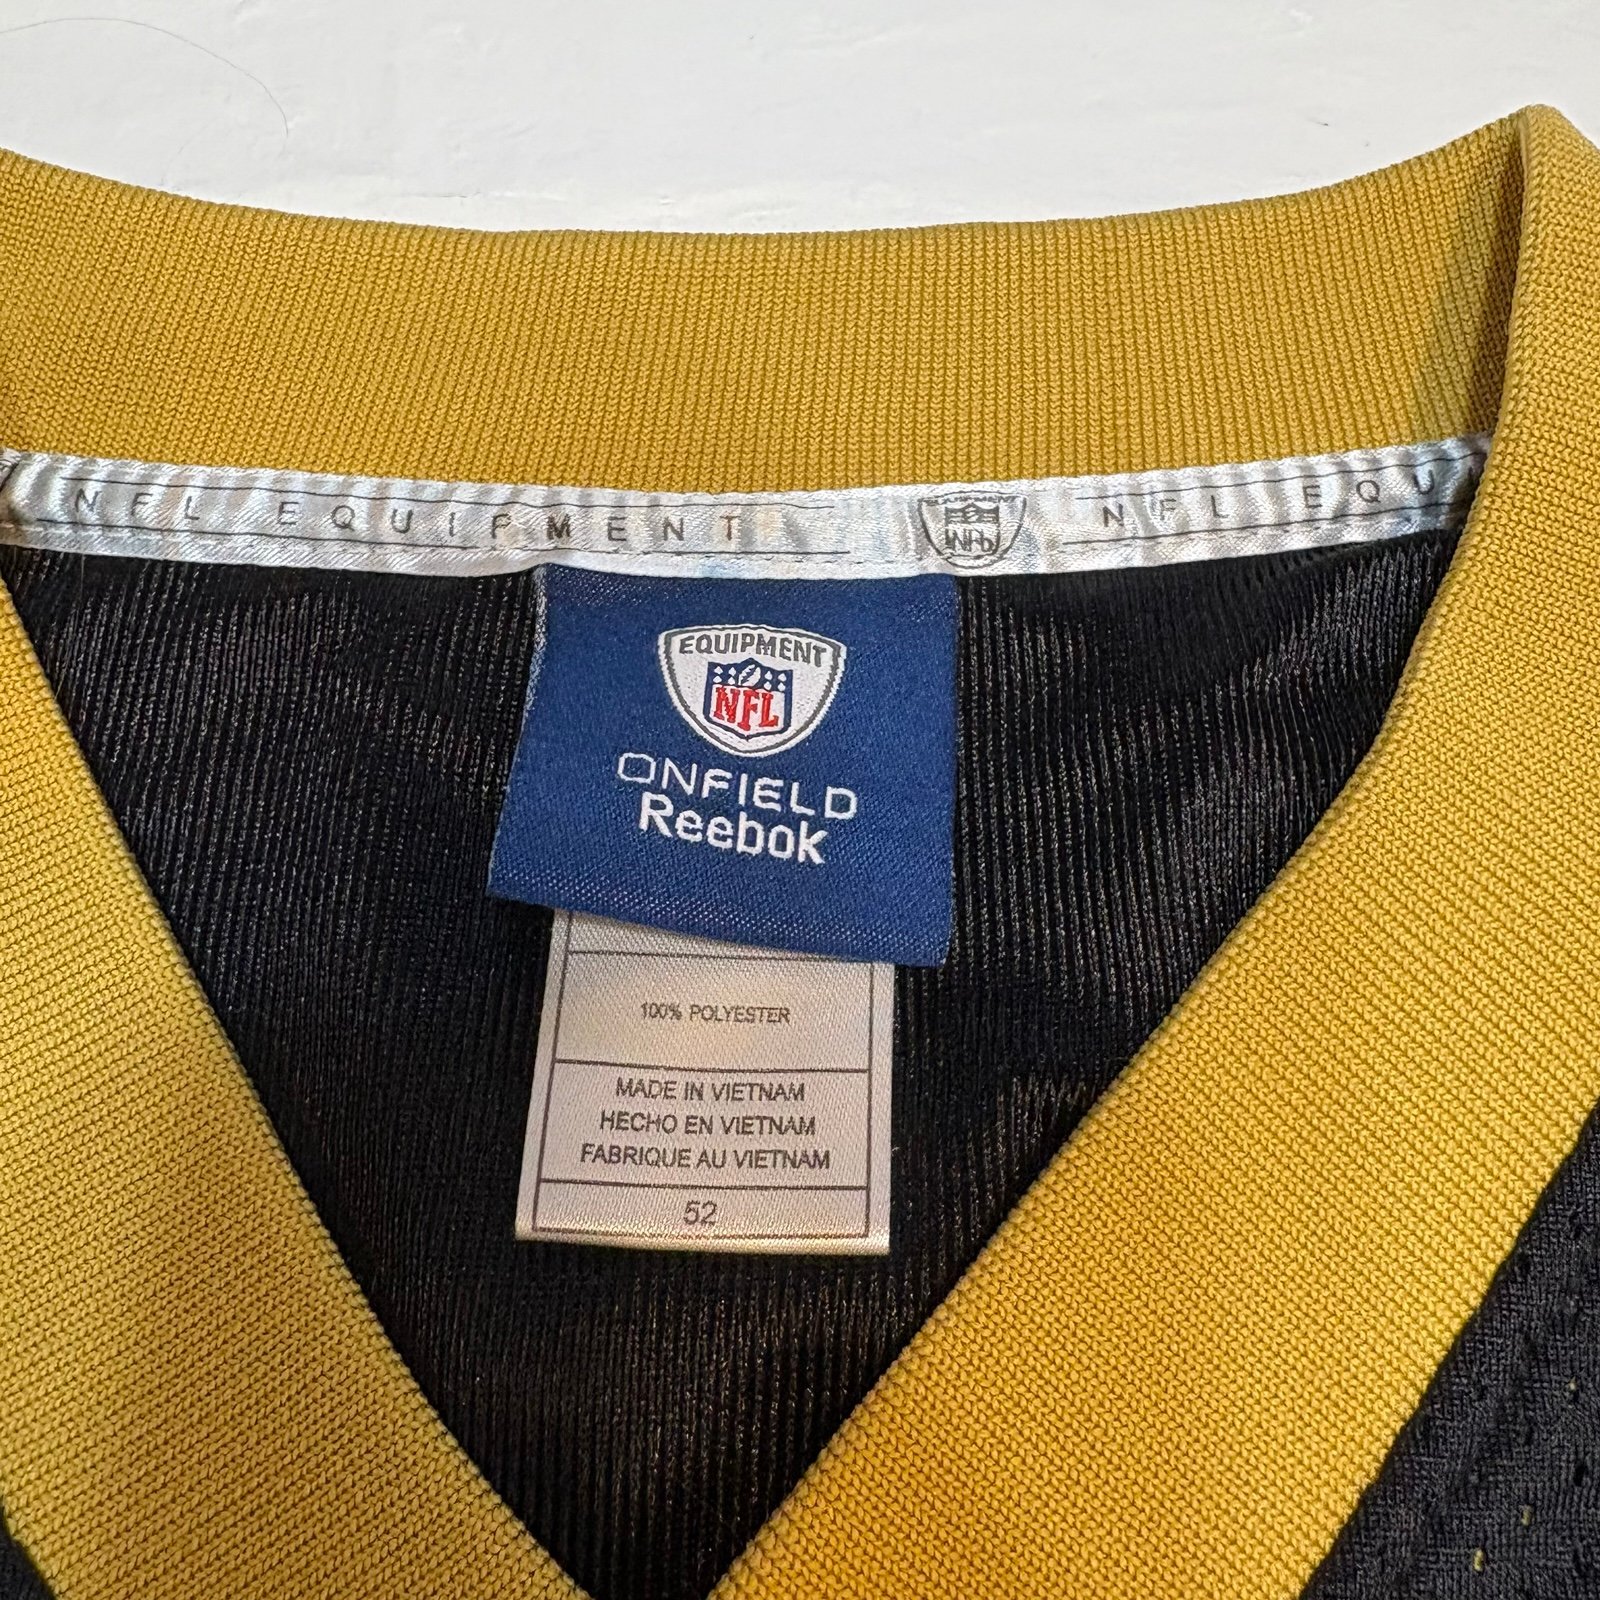 NFL EQUIPMENT
NFL EQU
EQUIPMENT
NFL
ONFIELD
Reebok
100% POLYESTER
MADE IN VIETNAM
HECHO EN VIETNAM
FABRIQUE AU VIETNAM
52